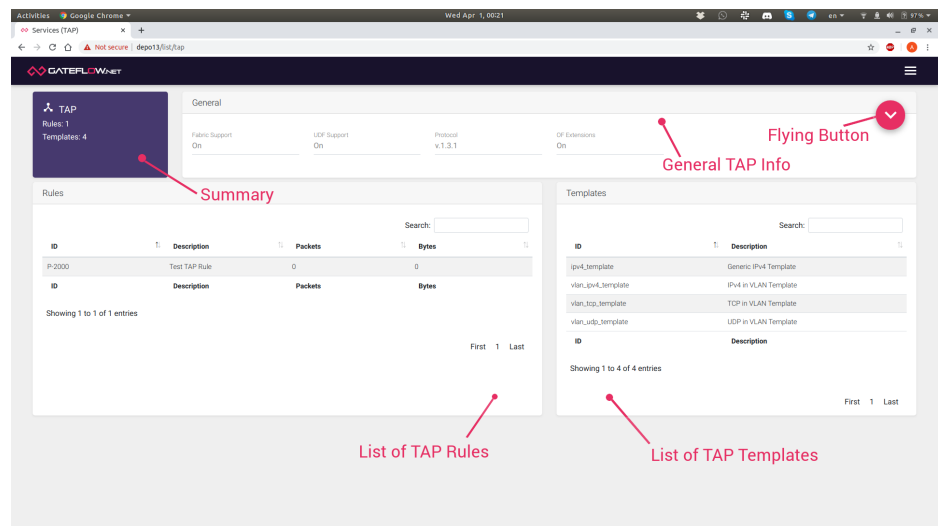 Activities Google Chrome Wed Apr 1, 00:21 en 97 %
Services (TAP)
Not secure depo13/list/tap
GATEFLOW.NET
TAP
Rules: 1
Templates: 4
General
Fabric Support UDF Support Protocol OF Extensions
On On v.1.3.1 On
Flying Button
General TAP Info
Summary
Rules
Search:
ID Description Packets Bytes
P-2000 Test TAP Rule 0 0
ID Description Packets Bytes
Showing 1 to 1 of 1 entries
First 1 Last
Templates
Search:
ID Description
ipv4_template Generic IPv4 Template
vlan_ipv4_template IPv4 in VLAN Template
vlan_tcp_template TCP in VLAN Template
vlan_udp_template UDP in VLAN Template
ID Description
Showing 1 to 4 of 4 entries
First 1 Last
List of TAP Rules
List of TAP Templates